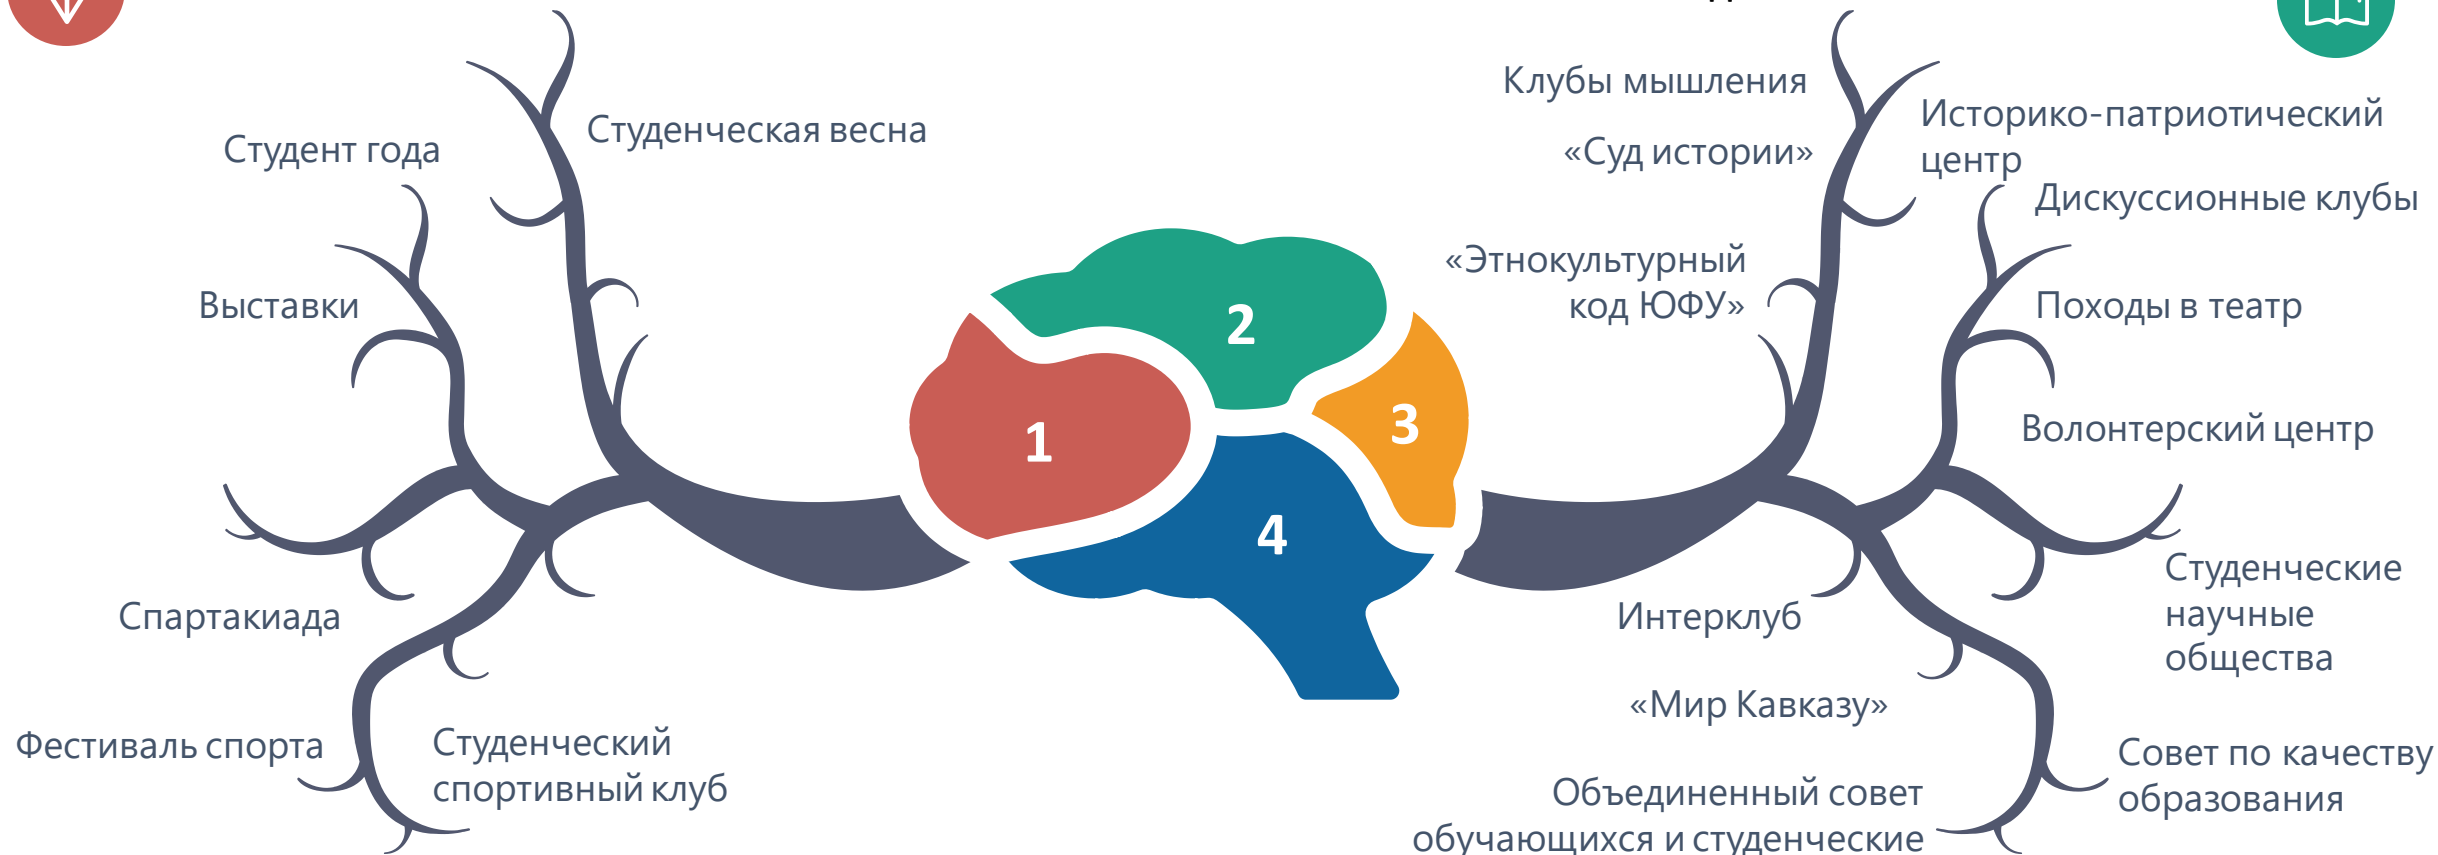 Студенческая весна
Студент года
Выставки
Спартакиада
Фестиваль спорта
Студенческий
спортивный клуб
1
2
3
4
Клубы мышления
«Суд истории»
«Этнокультурный
код ЮФУ»
Историко-патриотический
центр
Дискуссионные клубы
Походы в театр
Волонтерский центр
Студенческие
научные
общества
Интерклуб
«Мир Кавказу»
Совет по качеству
образования
Объединенный совет
обучающихся и студенческие